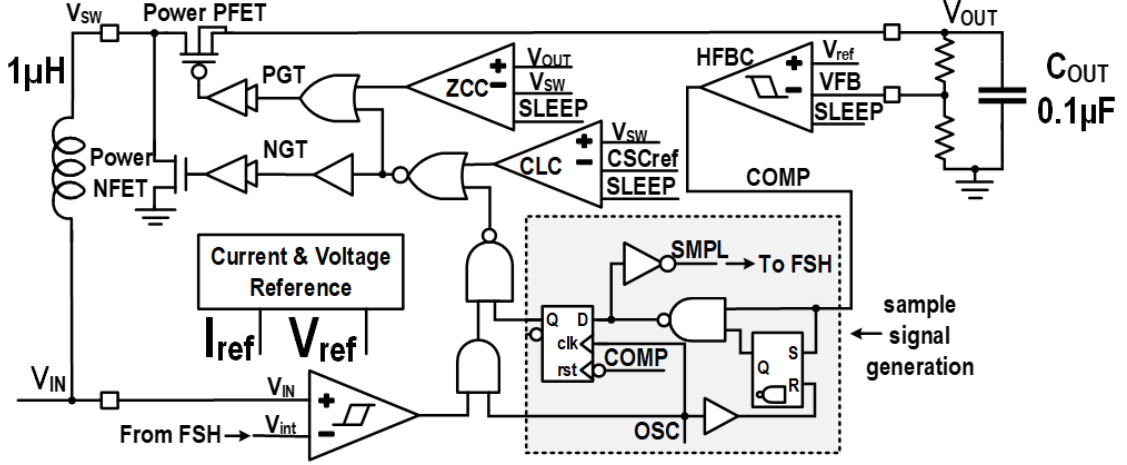 VSW
Power PFET
VOUT
1µH
PGT
ZCC
VOUT
VSW
SLEEP
HFBC
Vref
VFB
SLEEP
COUT
0.1µF
Power
NFET
NGT
CLC
VSW
CSCref
SLEEP
COMP
Current & Voltage
Reference
Iref
Vref
SMPL
To FSH
sample
signal
generation
Q
D
clk
rst
COMP
Q
S
R
VIN
VIN
From FSH
Vint
OSC